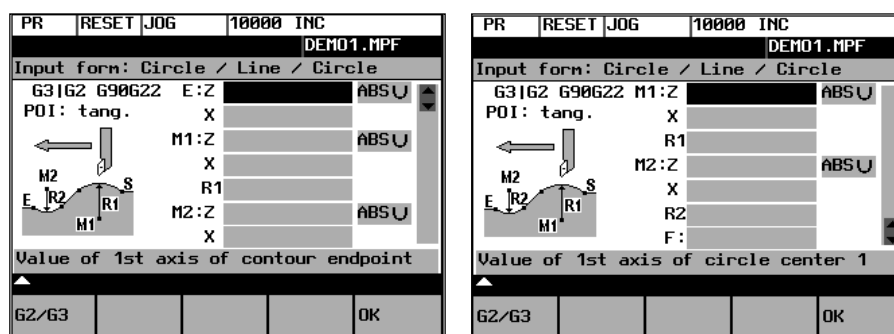 PR RESET JOG 10000 INC
DEMO1.MPF
Input form: Circle / Line / Circle
G3|G2 G90G22 E:Z ABS U
POI: tang. X
M1:Z ABS U
X
R1
M2:Z ABS U
X
M2
S
E R2 R1
M1
Value of 1st axis of contour endpoint
G2/G3 OK
PR RESET JOG 10000 INC
DEMO1.MPF
Input form: Circle / Line / Circle
G3|G2 G90G22 M1:Z ABS U
POI: tang. X
R1
M2:Z ABS U
X
R2
F:
M2
S
E R2 R1
M1
Value of 1st axis of circle center 1
G2/G3 OK